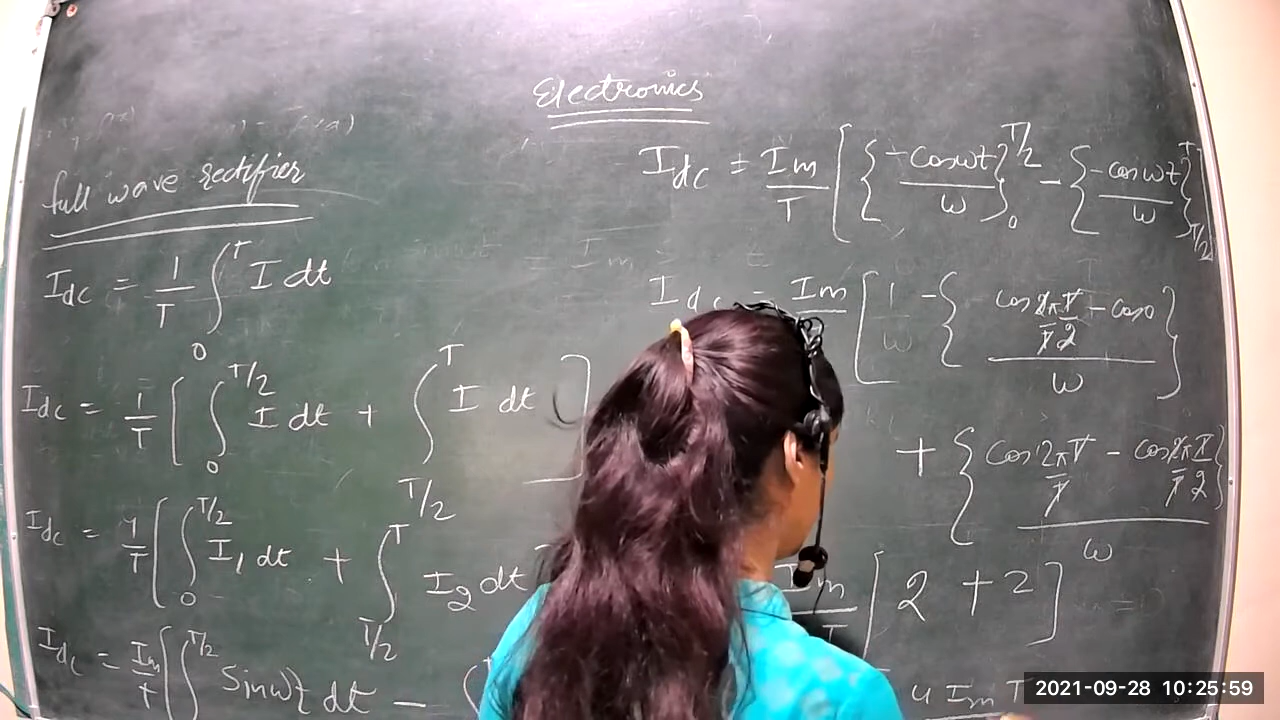 Electronics
full wave rectifier
Idc = 1/T ∫₀ᵀ I dt
Idc = 1/T [ ∫₀^T/2 I dt + ∫_T/2^T I dt ]
Idc = 1/T [ ∫₀^T/2 I₁ dt + ∫_T/2^T I₂ dt
Idc = Im/T [ ∫^T/2 Sinωt dt −
Idc = Im/T [ { -cosωt/ω }₀^T/2 − { -cosωt/ω }_T/2^T ]
Idc = Im [ 1/ω − { cos 2π/T T/2 − cos0 / ω }
+ { cos 2π/T T − cos 2π/T T/2 / ω }
Im/T [ 2 + 2 ]
4 Im T
2021-09-28 10:25:59